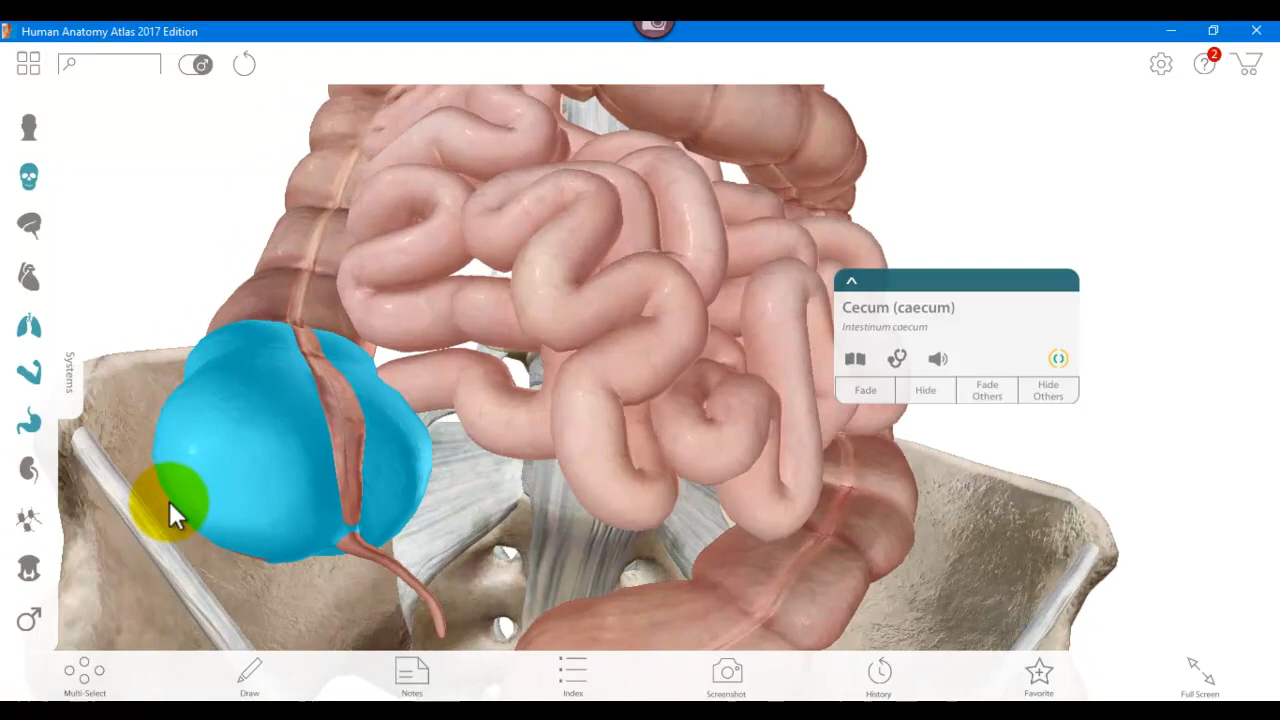 Human Anatomy Atlas 2017 Edition
2
Systems
Cecum (caecum)
Intestinum caecum
Fade
Hide
Fade
Others
Hide
Others
Multi-Select
Draw
Notes
Index
Screenshot
History
Favorite
Full Screen